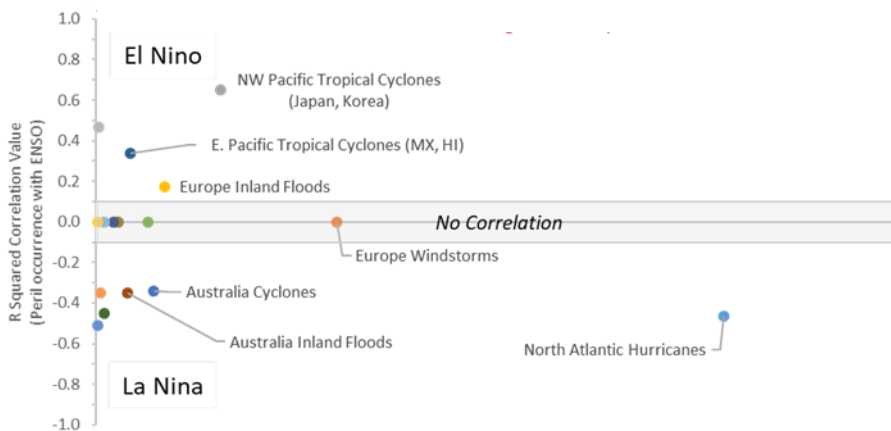 1.0
0.8
0.6
0.4
0.2
0.0
-0.2
-0.4
-0.6
-0.8
-1.0
R Squared Correlation Value
(Peril occurrence with ENSO)
El Nino
NW Pacific Tropical Cyclones
(Japan, Korea)
E. Pacific Tropical Cyclones (MX, HI)
Europe Inland Floods
No Correlation
Europe Windstorms
Australia Cyclones
Australia Inland Floods
North Atlantic Hurricanes
La Nina